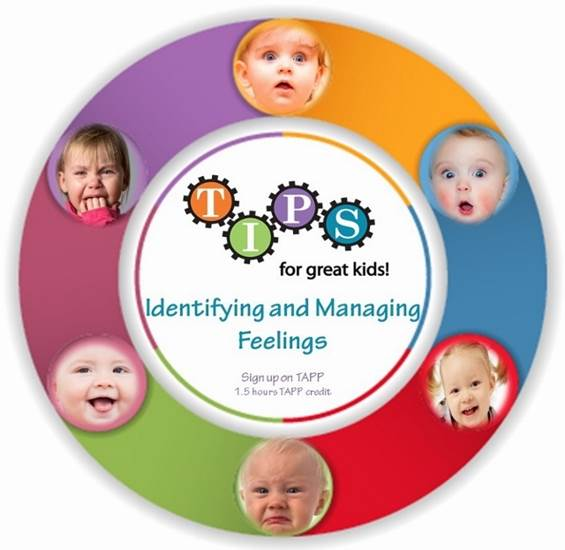 TIPS
for great kids!
Identifying and Managing
Feelings
Sign up on TAPP
1.5 hours TAPP credit